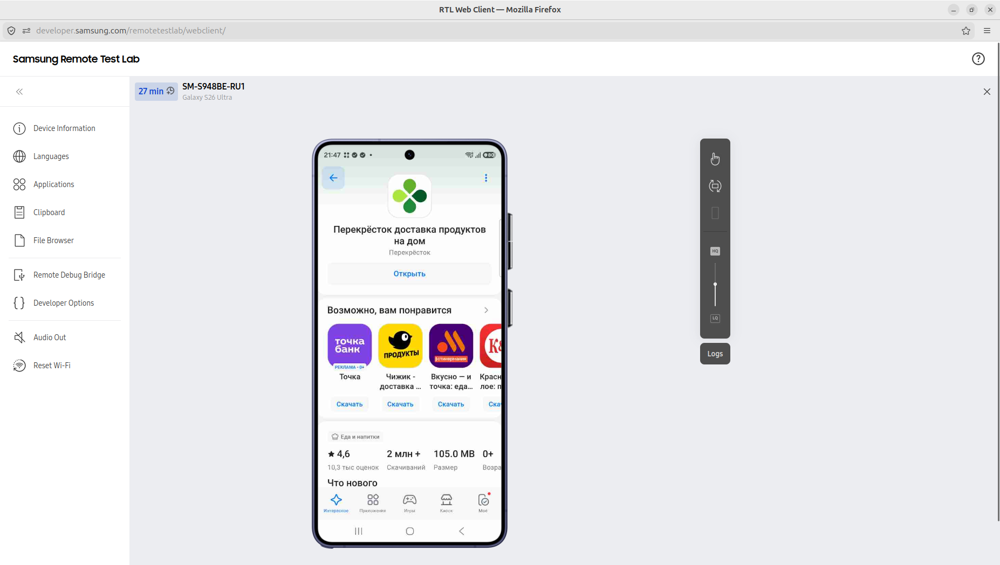 RTL Web Client — Mozilla Firefox
developer.samsung.com/remotetestlab/webclient/
Samsung Remote Test Lab
27 min
SM-S948BE-RU1
Galaxy S26 Ultra
Device Information
Languages
Applications
Clipboard
File Browser
Remote Debug Bridge
Developer Options
Audio Out
Reset Wi-Fi
21:47
80
Перекрёсток доставка продуктов
на дом
Перекрёсток
Открыть
Возможно, вам понравится
точка
банк
РЕКЛАМА • 0+
ПРОДУКТЫ
стикермания
Точка
Чижик -
доставка ...
Вкусно — и
точка: еда...
Красн
лое: п
Скачать
Скачать
Скачать
Ска
Еда и напитки
4,6
2 млн +
105.0 MB
0+
10,3 тыс оценок
Скачиваний
Размер
Возра
Что нового
Интересное
Приложения
Игры
Киоск
Моё
HQ
LQ
Logs